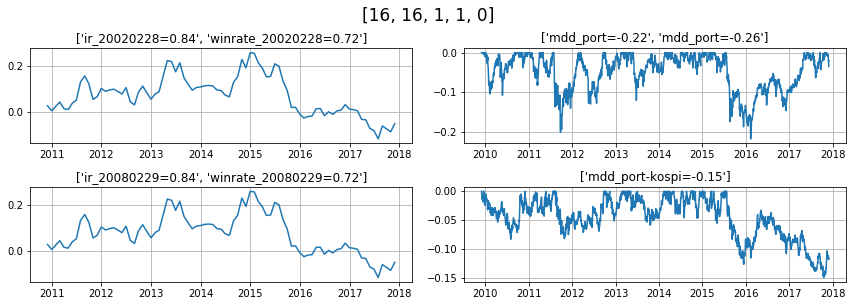 [16, 16, 1, 1, 0]
['ir_20020228=0.84', 'winrate_20020228=0.72']
0.2
0.0
2011 2012 2013 2014 2015 2016 2017 2018
['mdd_port=-0.22', 'mdd_port=-0.26']
0.0
−0.1
−0.2
2010 2011 2012 2013 2014 2015 2016 2017 2018
['ir_20080229=0.84', 'winrate_20080229=0.72']
0.2
0.0
2011 2012 2013 2014 2015 2016 2017 2018
['mdd_port-kospi=-0.15']
0.00
−0.05
−0.10
−0.15
2010 2011 2012 2013 2014 2015 2016 2017 2018